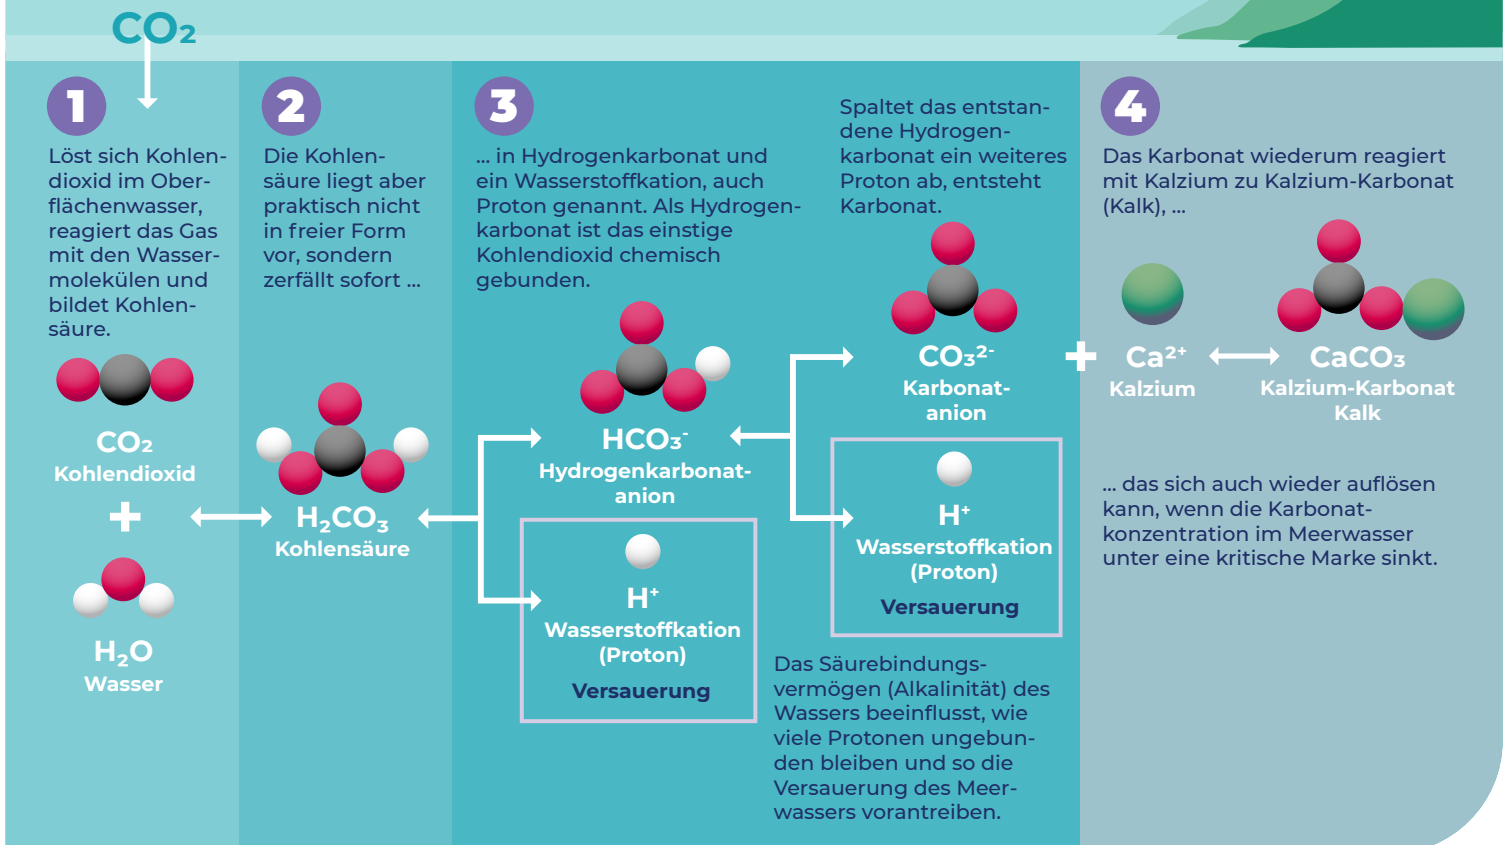 CO₂
1
Löst sich Kohlen-
dioxid im Ober-
flächenwasser,
reagiert das Gas
mit den Wasser-
molekülen und
bildet Kohlen-
säure.
CO₂
Kohlendioxid
+
H₂O
Wasser
2
Die Kohlen-
säure liegt aber
praktisch nicht
in freier Form
vor, sondern
zerfällt sofort ...
H₂CO₃
Kohlensäure
3
... in Hydrogenkarbonat und
ein Wasserstoffkation, auch
Proton genannt. Als Hydrogen-
karbonat ist das einstige
Kohlendioxid chemisch
gebunden.
HCO₃⁻
Hydrogenkarbonat-
anion
H⁺
Wasserstoffkation
(Proton)
Versauerung
Spaltet das entstan-
dene Hydrogen-
karbonat ein weiteres
Proton ab, entsteht
Karbonat.
CO₃²⁻
Karbonat-
anion
H⁺
Wasserstoffkation
(Proton)
Versauerung
Das Säurebindungs-
vermögen (Alkalinität) des
Wassers beeinflusst, wie
viele Protonen ungebun-
den bleiben und so die
Versauerung des Meer-
wassers vorantreiben.
4
Das Karbonat wiederum reagiert
mit Kalzium zu Kalzium-Karbonat
(Kalk), ...
+
Ca²⁺
Kalzium
CaCO₃
Kalzium-Karbonat
Kalk
... das sich auch wieder auflösen
kann, wenn die Karbonat-
konzentration im Meerwasser
unter eine kritische Marke sinkt.